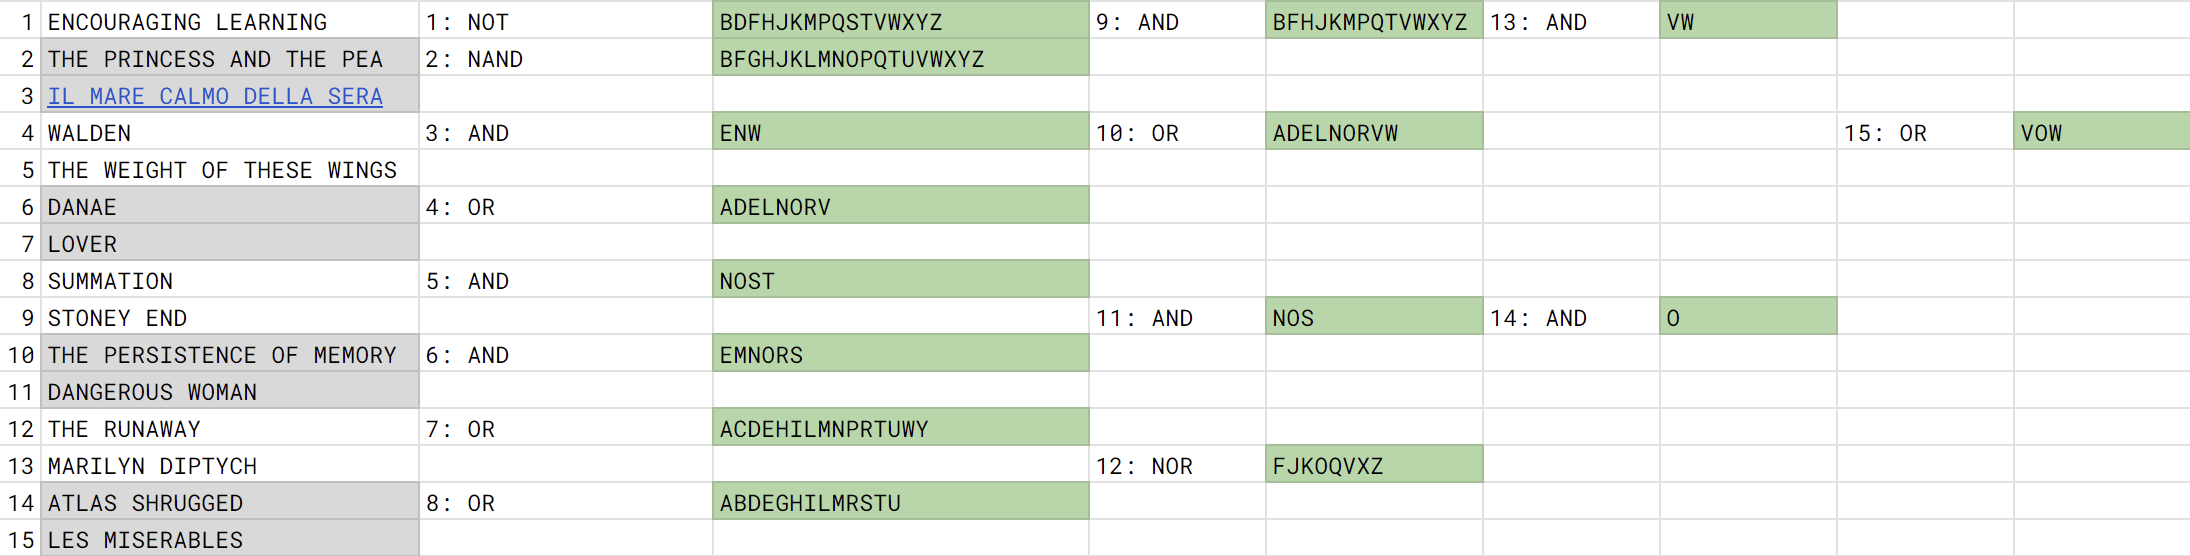 1 ENCOURAGING LEARNING 1: NOT BDFHJKMPQSTVWXYZ 9: AND BFHJKMPQTVWXYZ 13: AND VW
2 THE PRINCESS AND THE PEA 2: NAND BFGHJKLMNOPQTUVWXYZ
3 IL MARE CALMO DELLA SERA
4 WALDEN 3: AND ENW 10: OR ADELNORVW 15: OR VOW
5 THE WEIGHT OF THESE WINGS
6 DANAE 4: OR ADELNORV
7 LOVER
8 SUMMATION 5: AND NOST
9 STONEY END 11: AND NOS 14: AND O
10 THE PERSISTENCE OF MEMORY 6: AND EMNORS
11 DANGEROUS WOMAN
12 THE RUNAWAY 7: OR ACDEHILMNPRTUWY
13 MARILYN DIPTYCH 12: NOR FJKOQVXZ
14 ATLAS SHRUGGED 8: OR ABDEGHILMRSTU
15 LES MISERABLES